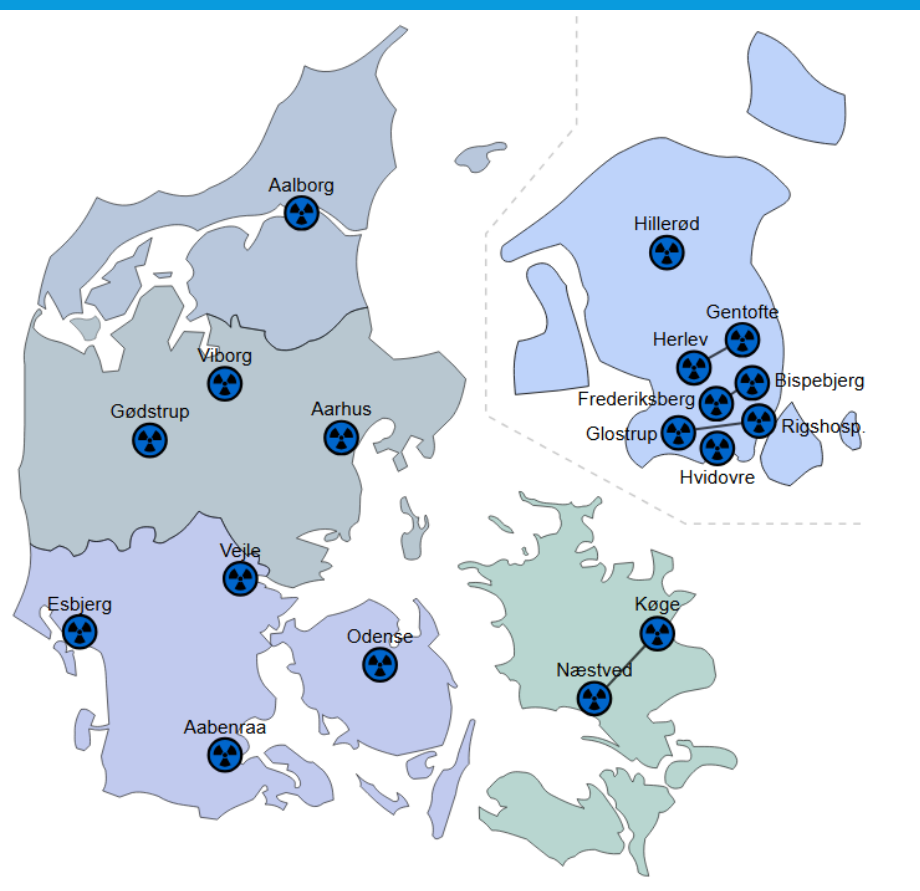 Aalborg
Hillerød
Gentofte
Herlev
Viborg
Bispebjerg
Frederiksberg
Gødstrup
Aarhus
Rigshosp.
Glostrup
Hvidovre
Vejle
Esbjerg
Køge
Odense
Næstved
Aabenraa